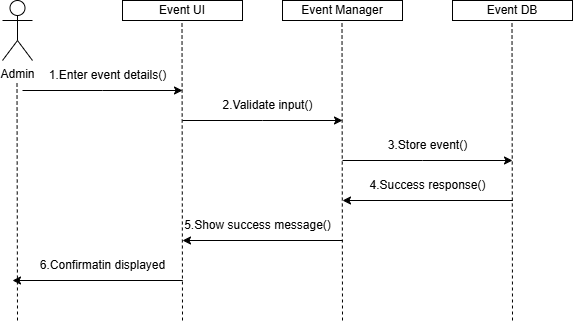 Event UI
Event Manager
Event DB
Admin
1.Enter event details()
2.Validate input()
3.Store event()
4.Success response()
5.Show success message()
6.Confirmatin displayed